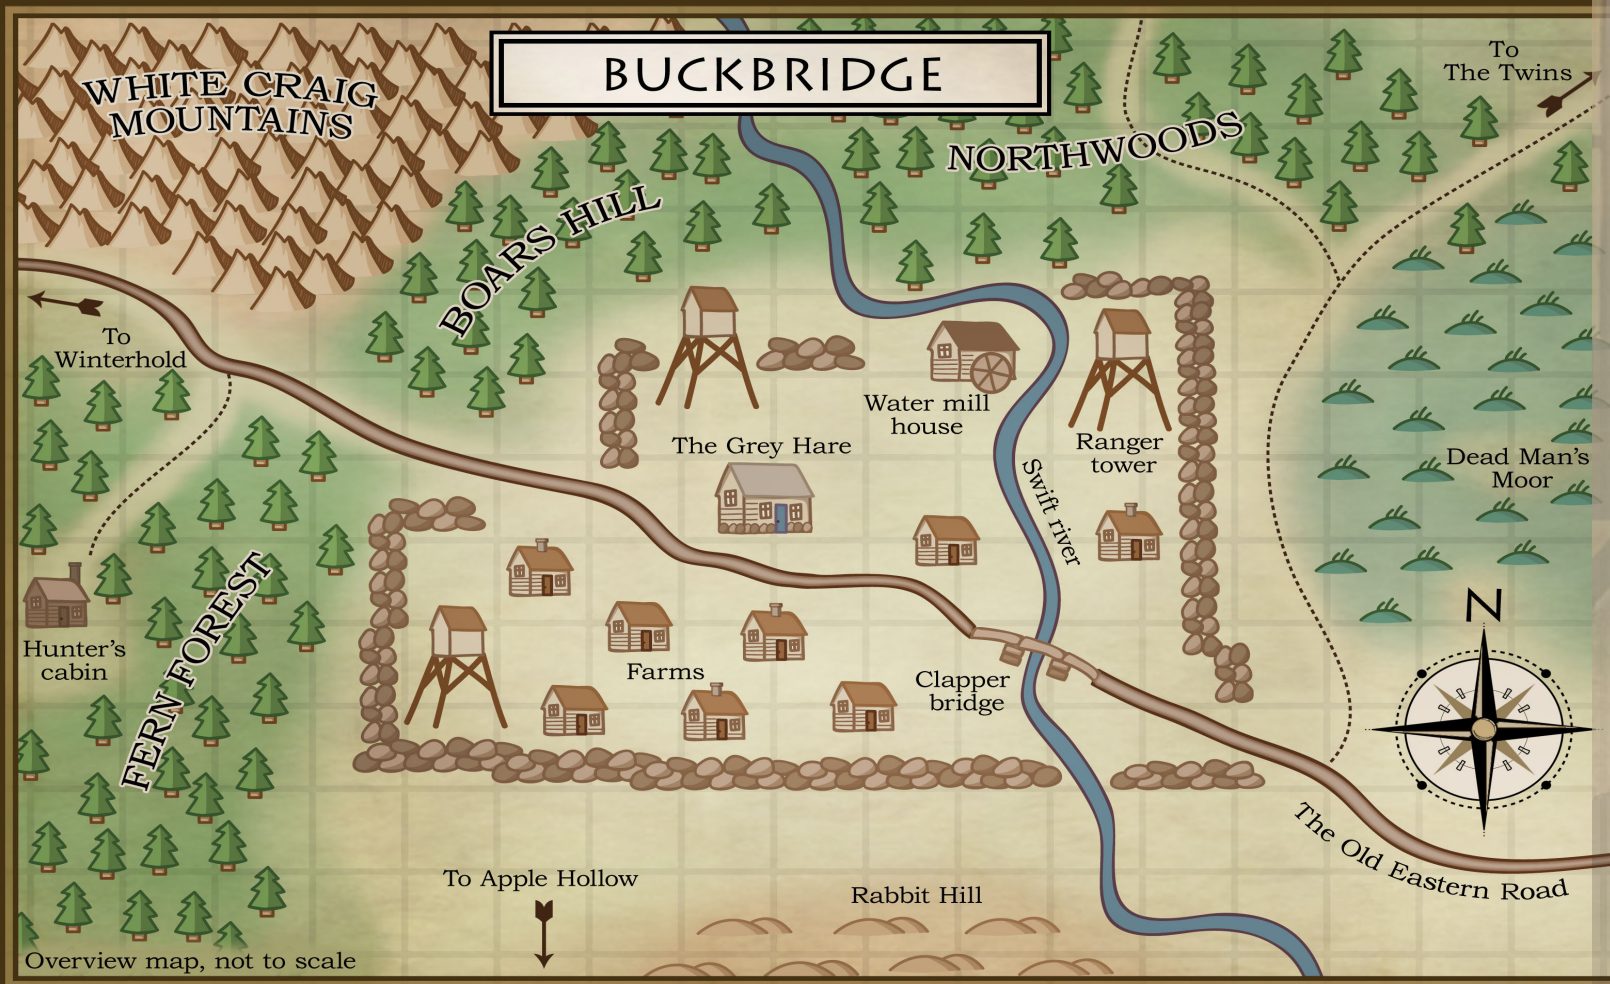 BUCKBRIDGE
To
The Twins
WHITE CRAIG
MOUNTAINS
NORTHWOODS
BOARS HILL
To
Winterhold
Water mill
house
The Grey Hare
Ranger
tower
Dead Man's
Moor
Swift river
N
Hunter's
cabin
FERN FOREST
Farms
Clapper
bridge
The Old Eastern Road
To Apple Hollow
Rabbit Hill
Overview map, not to scale